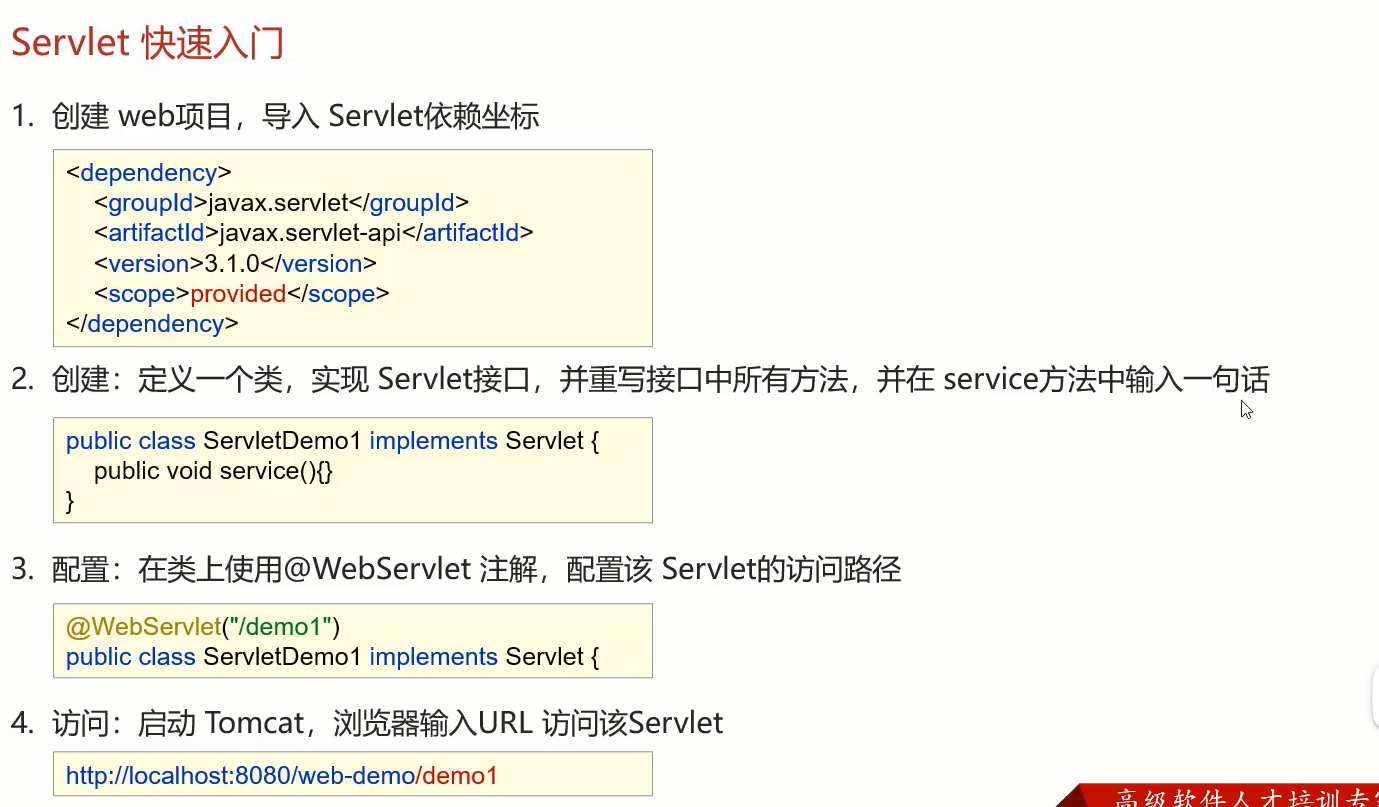 Servlet 快速入门
1. 创建 web项目，导入 Servlet依赖坐标
<dependency>
<groupId>javax.servlet</groupId>
<artifactId>javax.servlet-api</artifactId>
<version>3.1.0</version>
<scope>provided</scope>
</dependency>
2. 创建：定义一个类，实现 Servlet接口，并重写接口中所有方法，并在 service方法中输入一句话
public class ServletDemo1 implements Servlet {
public void service(){}
}
3. 配置：在类上使用@WebServlet 注解，配置该 Servlet的访问路径
@WebServlet("/demo1")
public class ServletDemo1 implements Servlet {
4. 访问：启动 Tomcat，浏览器输入URL 访问该Servlet
http://localhost:8080/web-demo/demo1
高级软件人才培训专